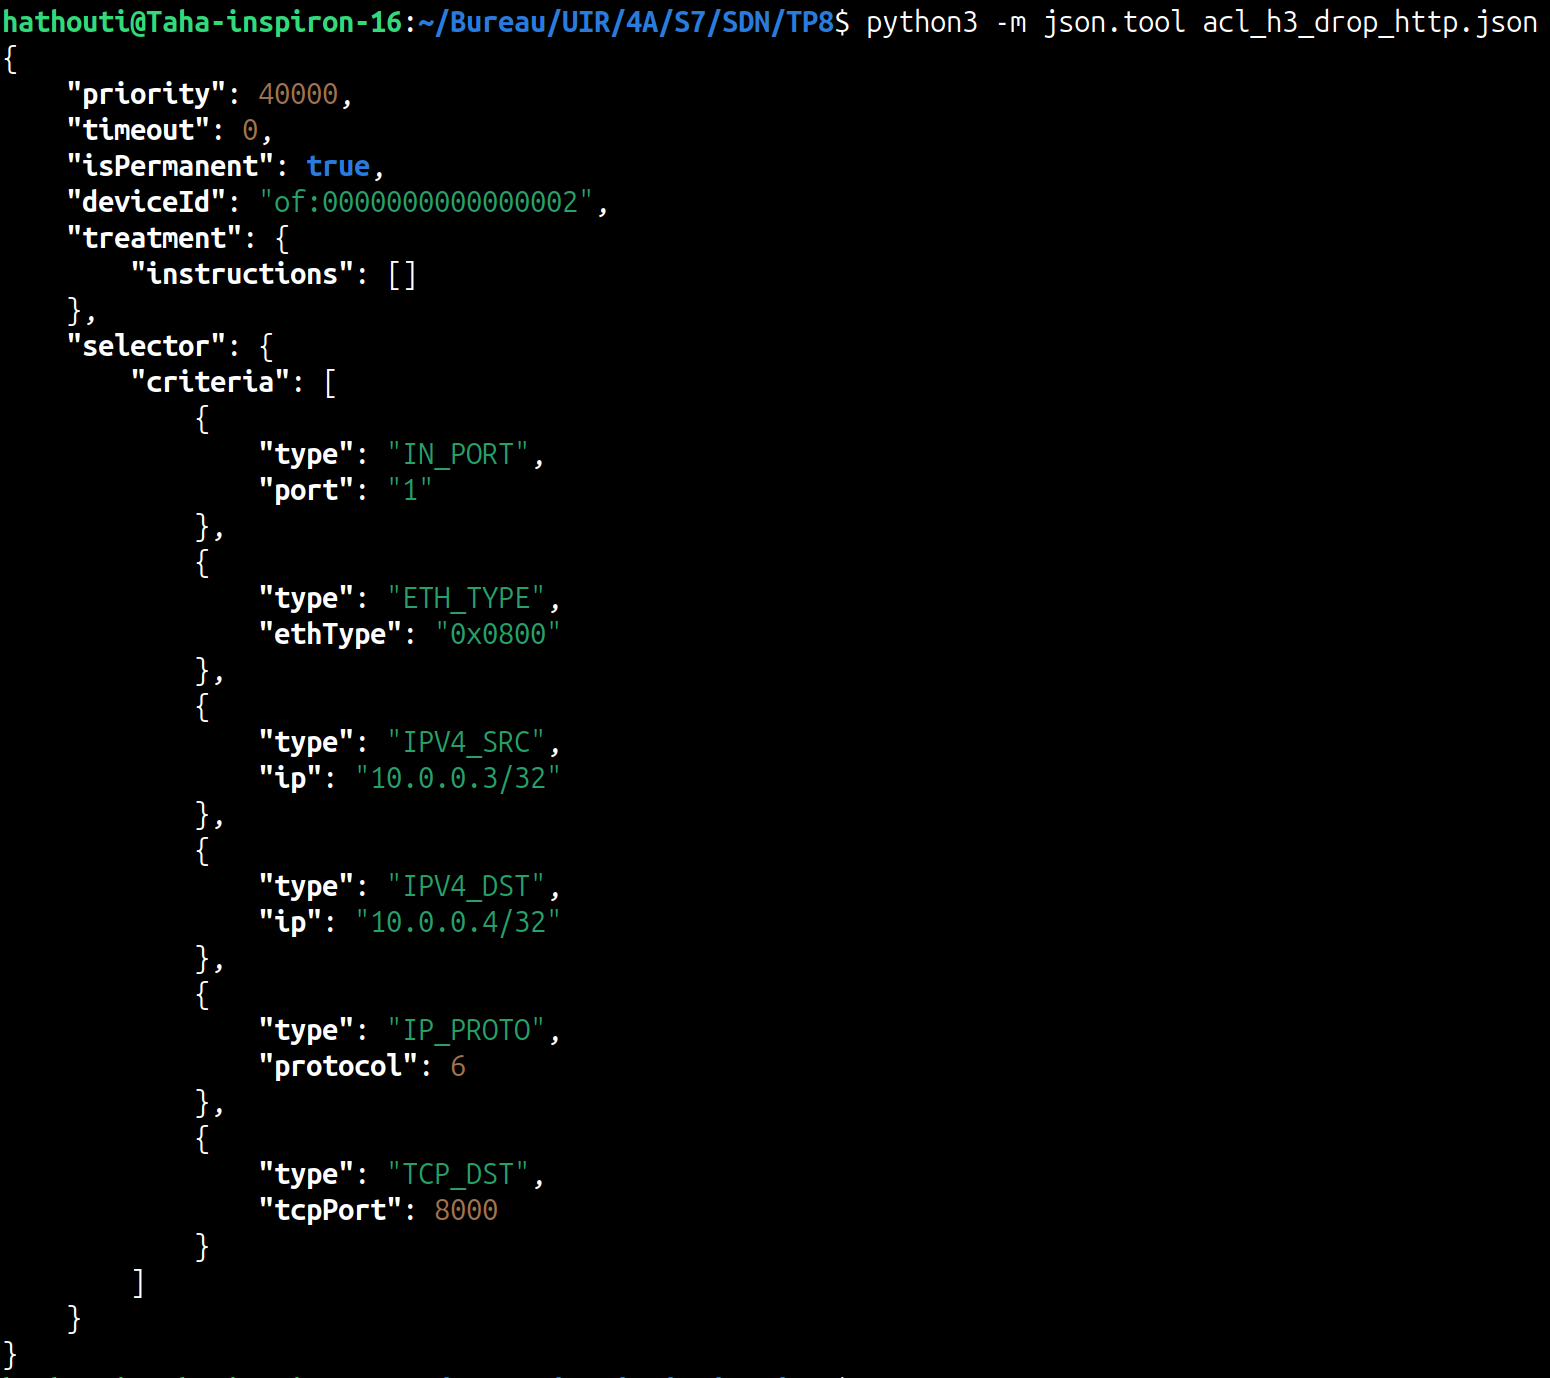 hathouti@Taha-inspiron-16:~/Bureau/UIR/4A/S7/SDN/TP8$ python3 -m json.tool acl_h3_drop_http.json
{
    "priority": 40000,
    "timeout": 0,
    "isPermanent": true,
    "deviceId": "of:0000000000000002",
    "treatment": {
        "instructions": []
    },
    "selector": {
        "criteria": [
            {
                "type": "IN_PORT",
                "port": "1"
            },
            {
                "type": "ETH_TYPE",
                "ethType": "0x0800"
            },
            {
                "type": "IPV4_SRC",
                "ip": "10.0.0.3/32"
            },
            {
                "type": "IPV4_DST",
                "ip": "10.0.0.4/32"
            },
            {
                "type": "IP_PROTO",
                "protocol": 6
            },
            {
                "type": "TCP_DST",
                "tcpPort": 8000
            }
        ]
    }
}